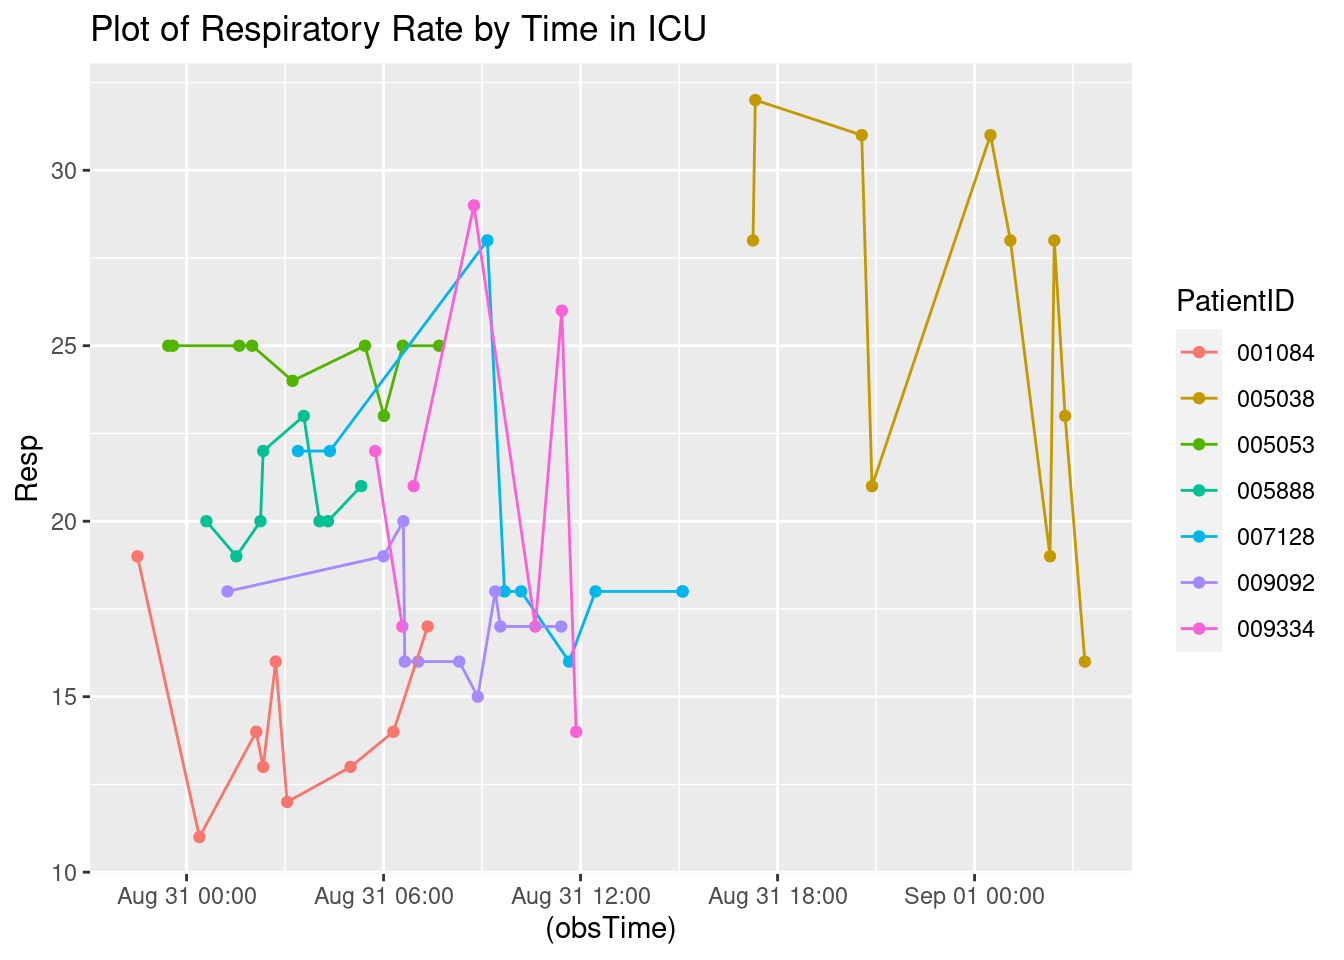 Plot of Respiratory Rate by Time in ICU
Resp
30
25
20
15
10
Aug 31 00:00
Aug 31 06:00
Aug 31 12:00
Aug 31 18:00
Sep 01 00:00
(obsTime)
PatientID
001084
005038
005053
005888
007128
009092
009334